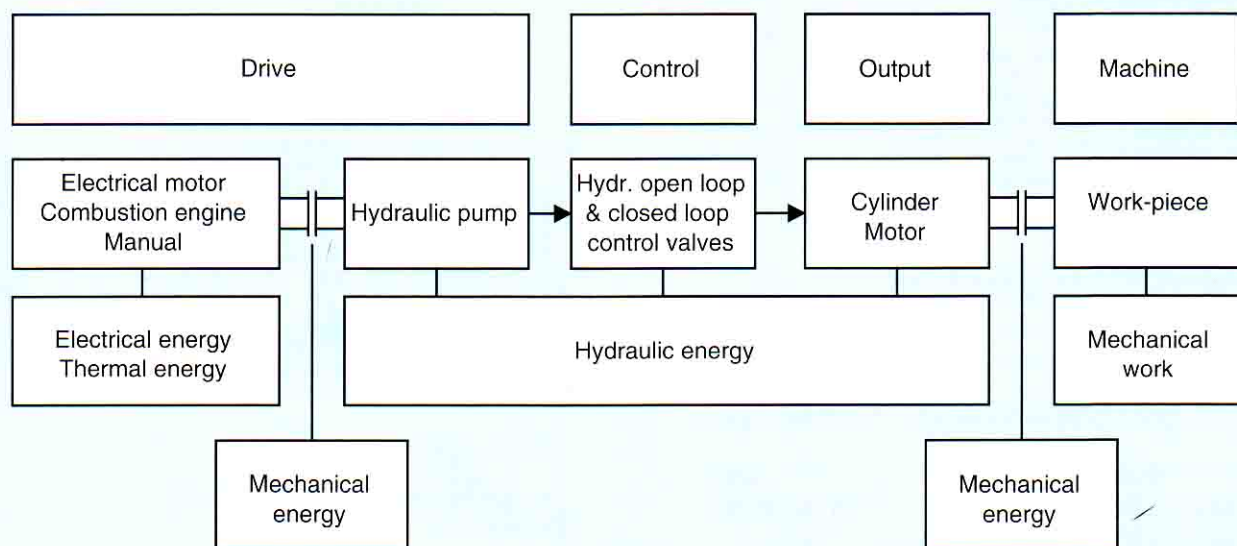 Drive
Control
Output
Machine
Electrical motor
Combustion engine
Manual
Hydraulic pump
Hydr. open loop
& closed loop
control valves
Cylinder
Motor
Work-piece
Electrical energy
Thermal energy
Hydraulic energy
Mechanical
work
Mechanical
energy
Mechanical
energy